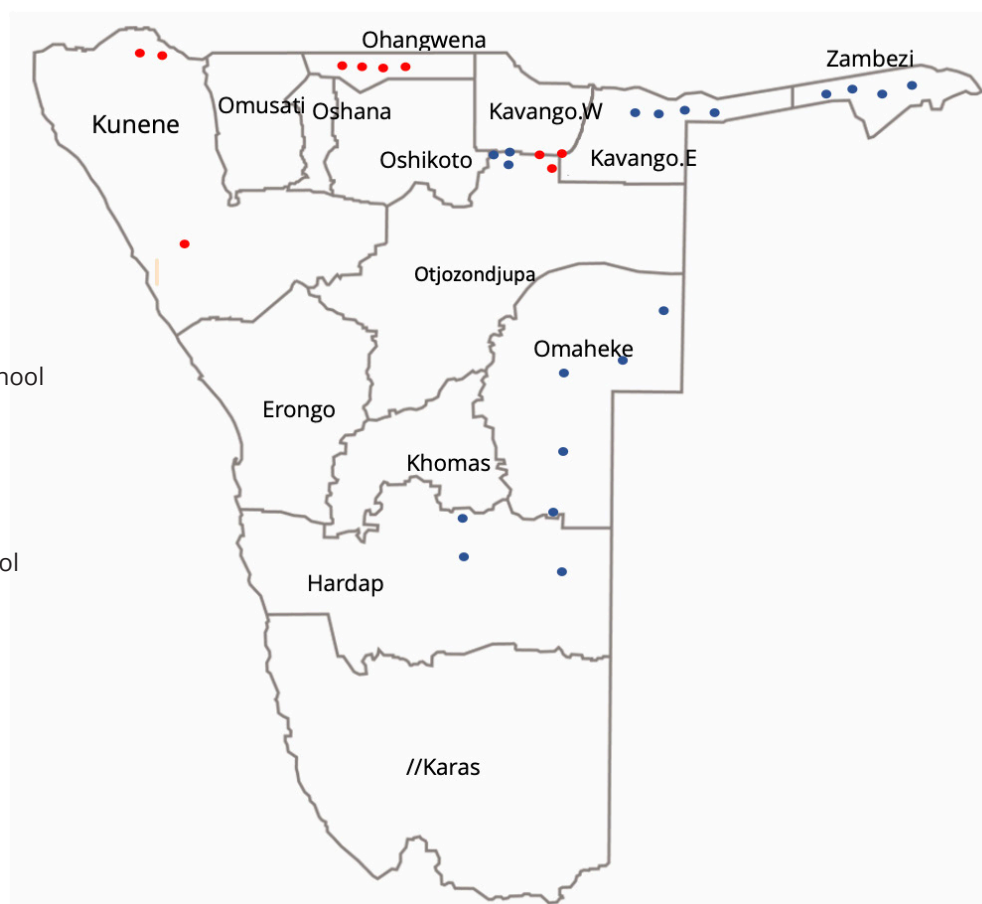 Ohangwena
Zambezi
Omusati
Oshana
Kavango.W
Kunene
Oshikoto
Kavango.E
Otjozondjupa
Omaheke
hool
Erongo
Khomas
ol
Hardap
//Karas